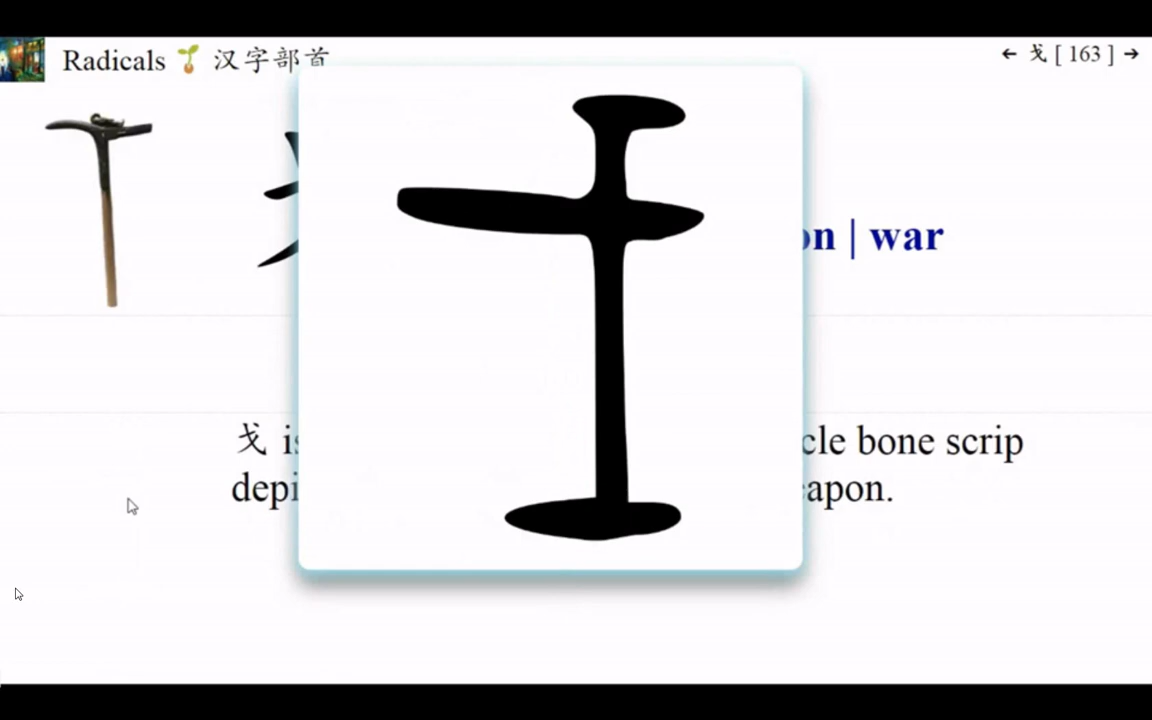 Radicals 汉字部首
← 戈 [ 163 ] →
on | war
戈 is cle bone scrip
depi apon.